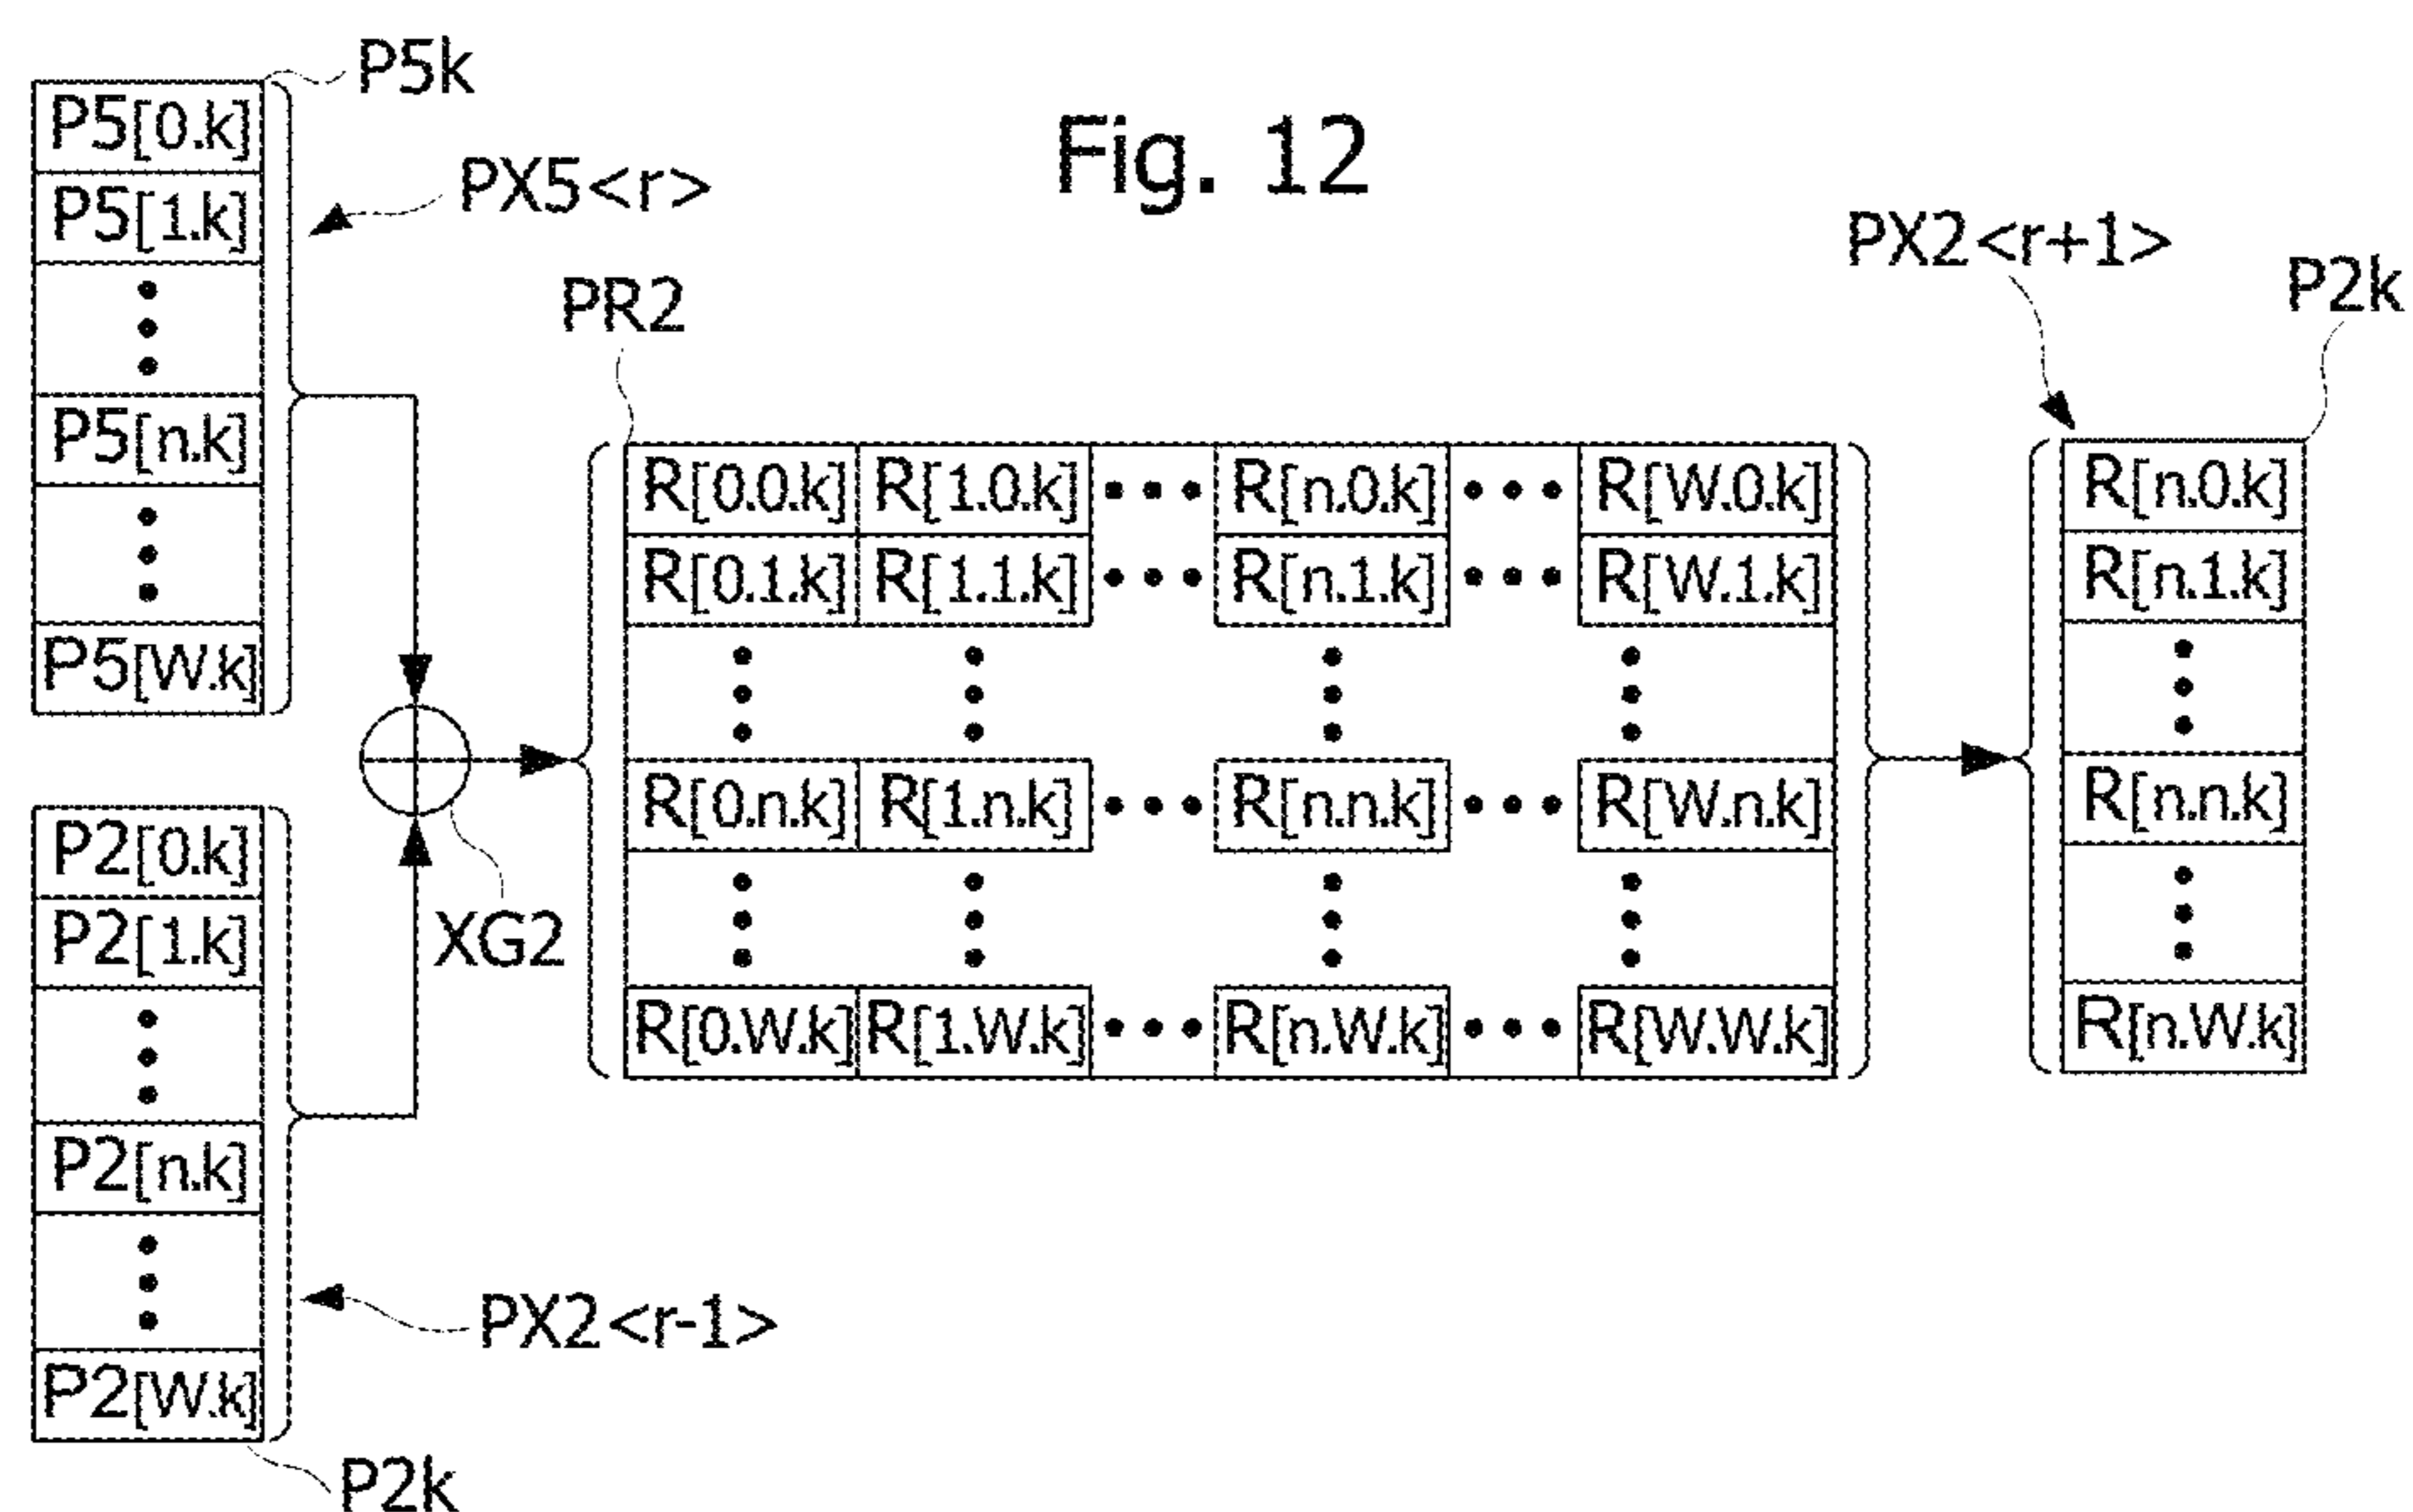 Fig. 12
P5k
P5[0.k]
P5[1.k]
P5[n.k]
P5[W.k]
PX5<r>
P2[0.k]
P2[1.k]
P2[n.k]
P2[W.k]
PX2<r-1>
P2k
XG2
PR2
R[0.0.k] R[1.0.k] ••• R[n.0.k] ••• R[W.0.k]
R[0.1.k] R[1.1.k] ••• R[n.1.k] ••• R[W.1.k]
R[0.n.k] R[1.n.k] ••• R[n.n.k] ••• R[W.n.k]
R[0.W.k] R[1.W.k] ••• R[n.W.k] ••• R[W.W.k]
PX2<r+1>
P2k
R[n.0.k]
R[n.1.k]
R[n.n.k]
R[n.W.k]